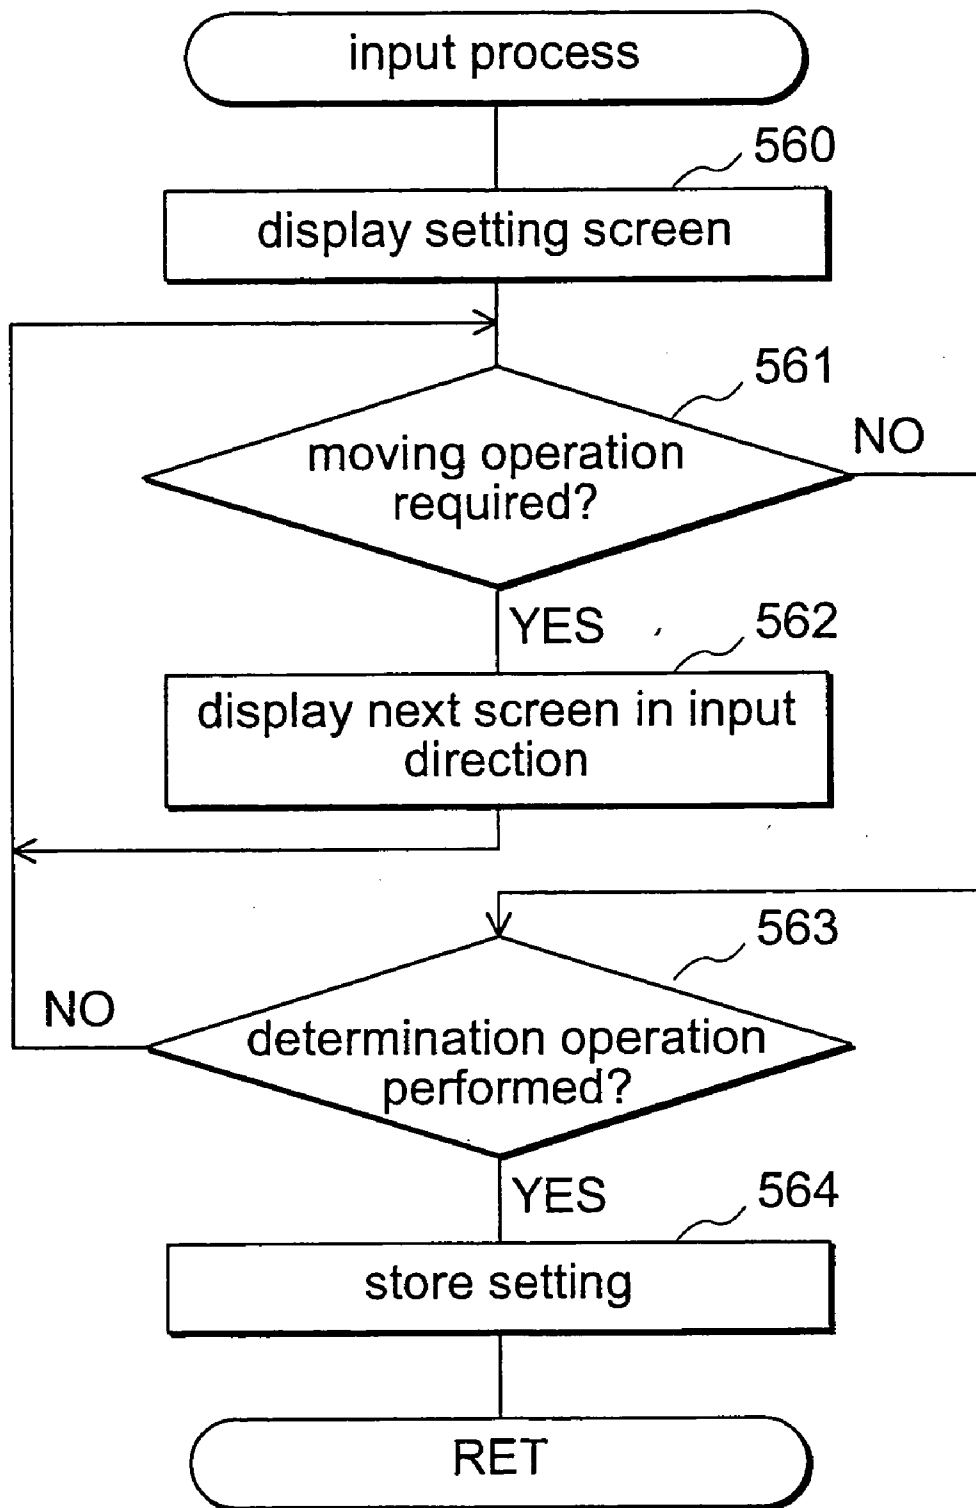 input process
560
display setting screen
561
moving operation
required?
NO
YES
562
display next screen in input
direction
563
NO
determination operation
performed?
YES
564
store setting
RET